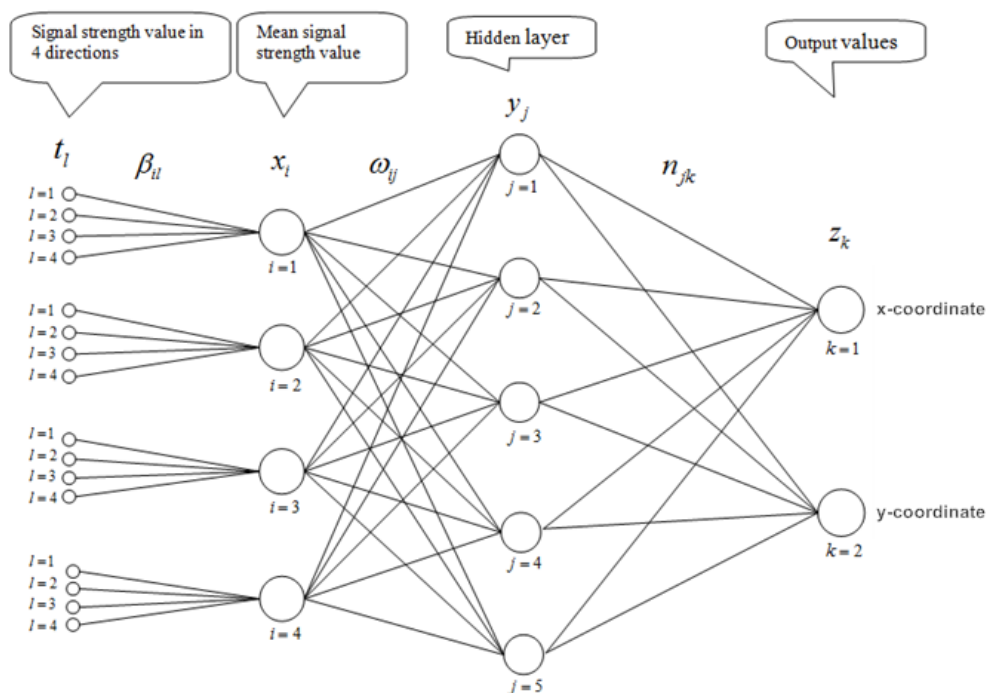 Signal strength value in
4 directions
Mean signal
strength value
Hidden layer
Output values
t_l
β_il
x_i
ω_ij
y_j
n_jk
z_k
l=1
l=2
l=3
l=4
i=1
l=1
l=2
l=3
l=4
i=2
l=1
l=2
l=3
l=4
i=3
l=1
l=2
l=3
l=4
i=4
j=1
j=2
j=3
j=4
j=5
x-coordinate
k=1
y-coordinate
k=2